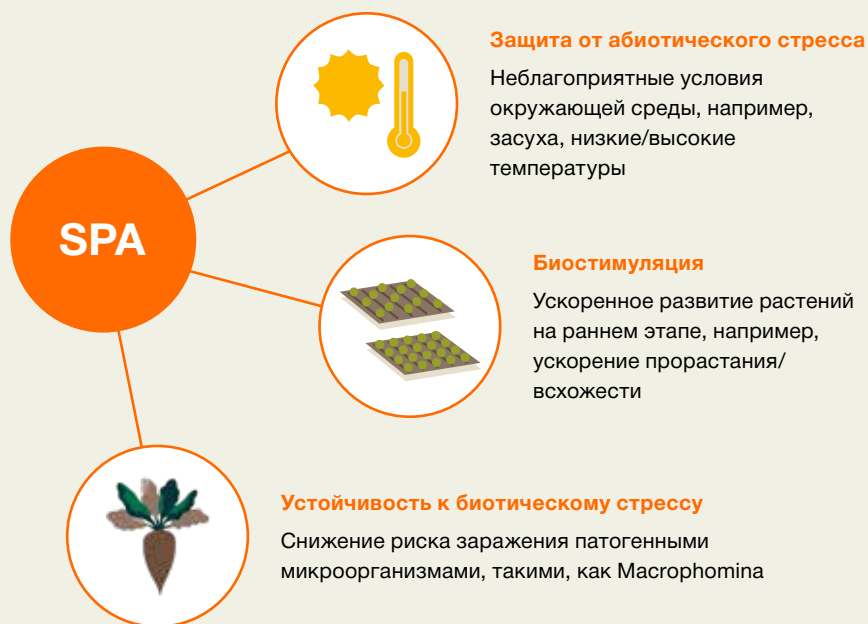 Защита от абиотического стресса
Неблагоприятные условия
окружающей среды, например,
засуха, низкие/высокие
температуры
SPA
Биостимуляция
Ускоренное развитие растений
на раннем этапе, например,
ускорение прорастания/
всхожести
Устойчивость к биотическому стрессу
Снижение риска заражения патогенными
микроорганизмами, такими, как Macrophomina